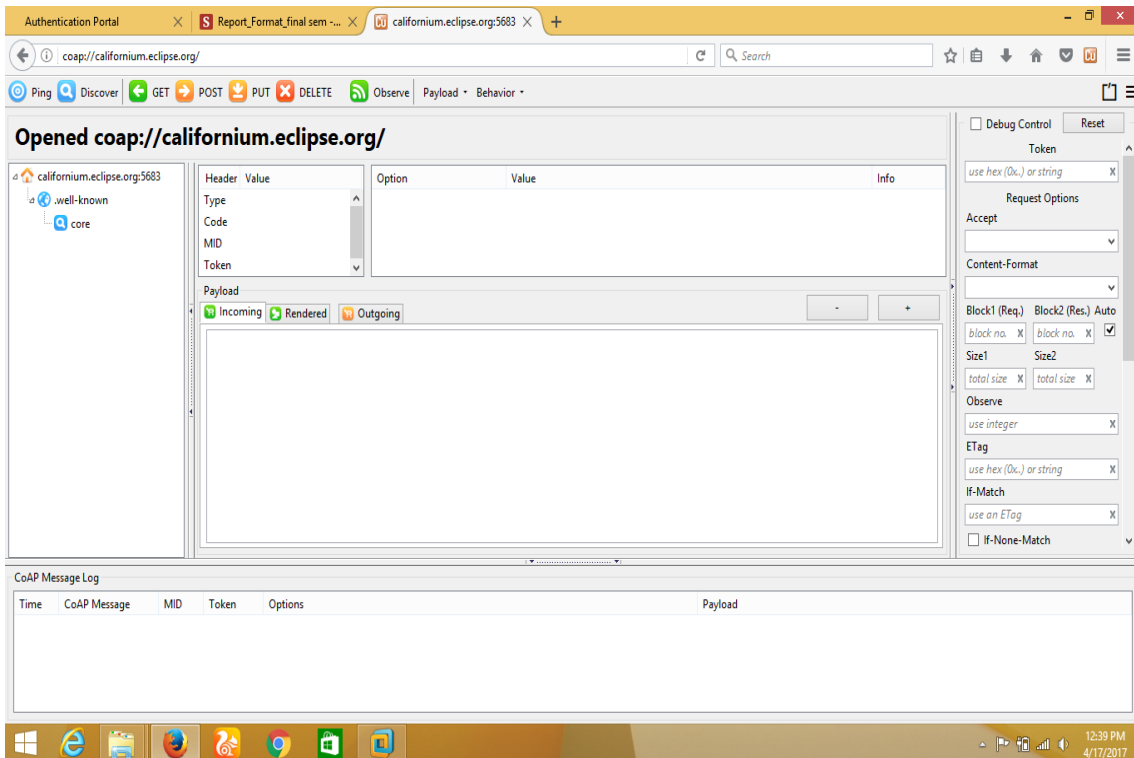 Authentication Portal
Report_Format_final sem -...
californium.eclipse.org:5683
coap://californium.eclipse.org/
Search
Ping Discover GET POST PUT DELETE Observe Payload Behavior
Opened coap://californium.eclipse.org/
californium.eclipse.org:5683
.well-known
core
Header Value
Type
Code
MID
Token
Option Value Info
Payload
Incoming Rendered Outgoing
- +
Debug Control Reset
Token
use hex (0x..) or string X
Request Options
Accept
Content-Format
Block1 (Req.) Block2 (Res.) Auto
block no. X block no. X
Size1 Size2
total size X total size X
Observe
use integer X
ETag
use hex (0x..) or string X
If-Match
use an ETag X
If-None-Match
CoAP Message Log
Time CoAP Message MID Token Options Payload
12:39 PM
4/17/2017